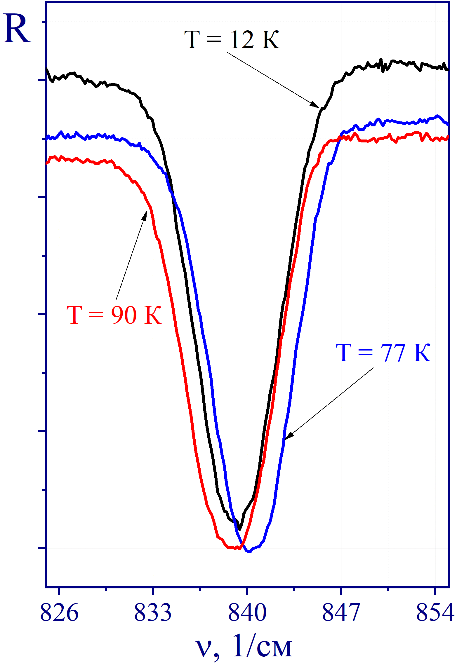 R
T = 12 К
T = 90 К
T = 77 К
826 833 840 847 854
ν, 1/см